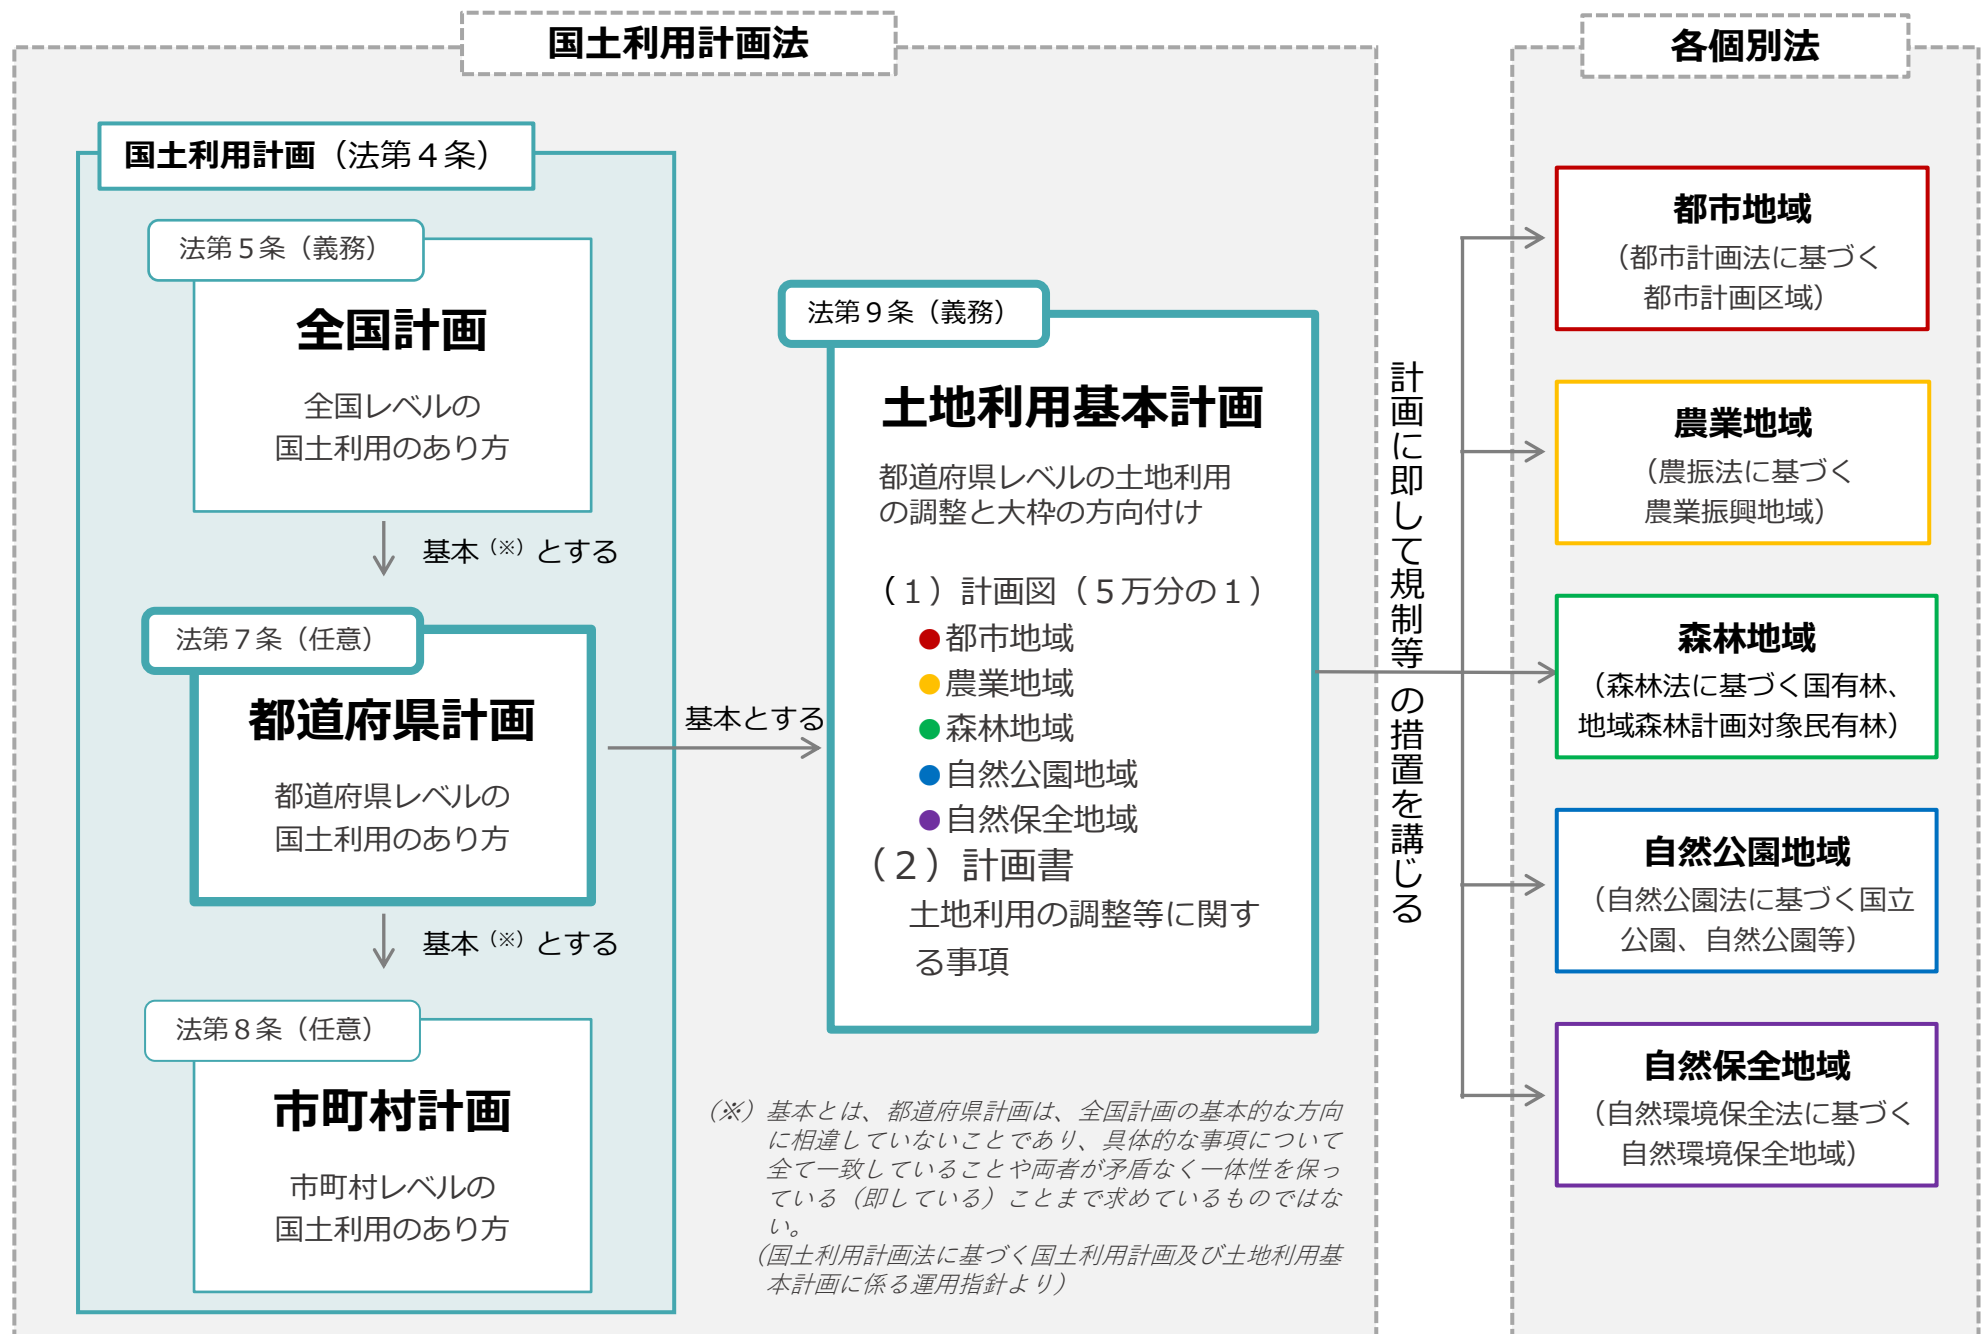 国土利用計画法
国土利用計画（法第４条）
法第５条（義務）
全国計画
全国レベルの
国土利用のあり方
基本（※）とする
法第７条（任意）
都道府県計画
都道府県レベルの
国土利用のあり方
基本（※）とする
法第８条（任意）
市町村計画
市町村レベルの
国土利用のあり方
基本とする
法第９条（義務）
土地利用基本計画
都道府県レベルの土地利用
の調整と大枠の方向付け
（１）計画図（５万分の１）
●都市地域
●農業地域
●森林地域
●自然公園地域
●自然保全地域
（２）計画書
土地利用の調整等に関す
る事項
（※）基本とは、都道府県計画は、全国計画の基本的な方向
に相違していないことであり、具体的な事項について
全て一致していることや両者が矛盾なく一体性を保っ
ている（即している）ことまで求めているものではな
い。
（国土利用計画法に基づく国土利用計画及び土地利用基
本計画に係る運用指針より）
計画に即して規制等の措置を講じる
各個別法
都市地域
（都市計画法に基づく
都市計画区域）
農業地域
（農振法に基づく
農業振興地域）
森林地域
（森林法に基づく国有林、
地域森林計画対象民有林）
自然公園地域
（自然公園法に基づく国立
公園、自然公園等）
自然保全地域
（自然環境保全法に基づく
自然環境保全地域）